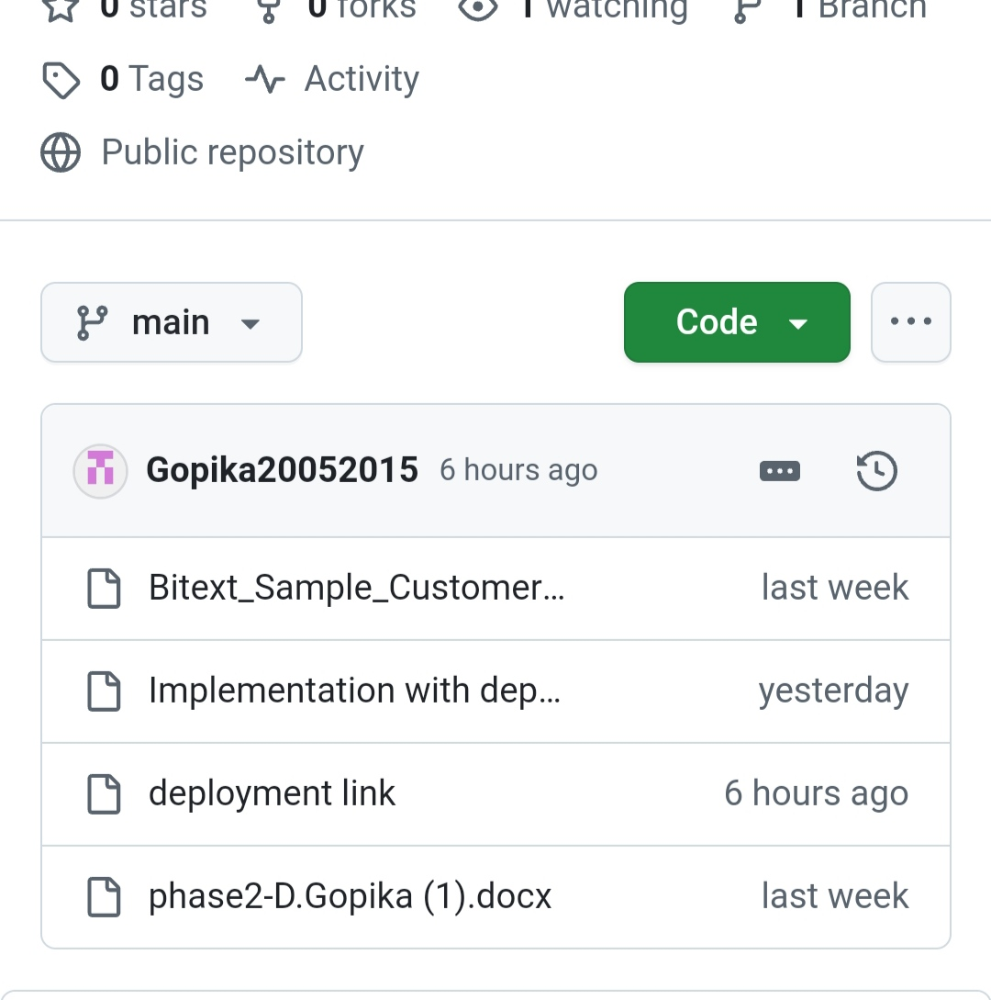 0 stars 0 forks 1 watching 1 Branch
0 Tags Activity
Public repository
main Code
Gopika20052015 6 hours ago
Bitext_Sample_Customer... last week
Implementation with dep... yesterday
deployment link 6 hours ago
phase2-D.Gopika (1).docx last week